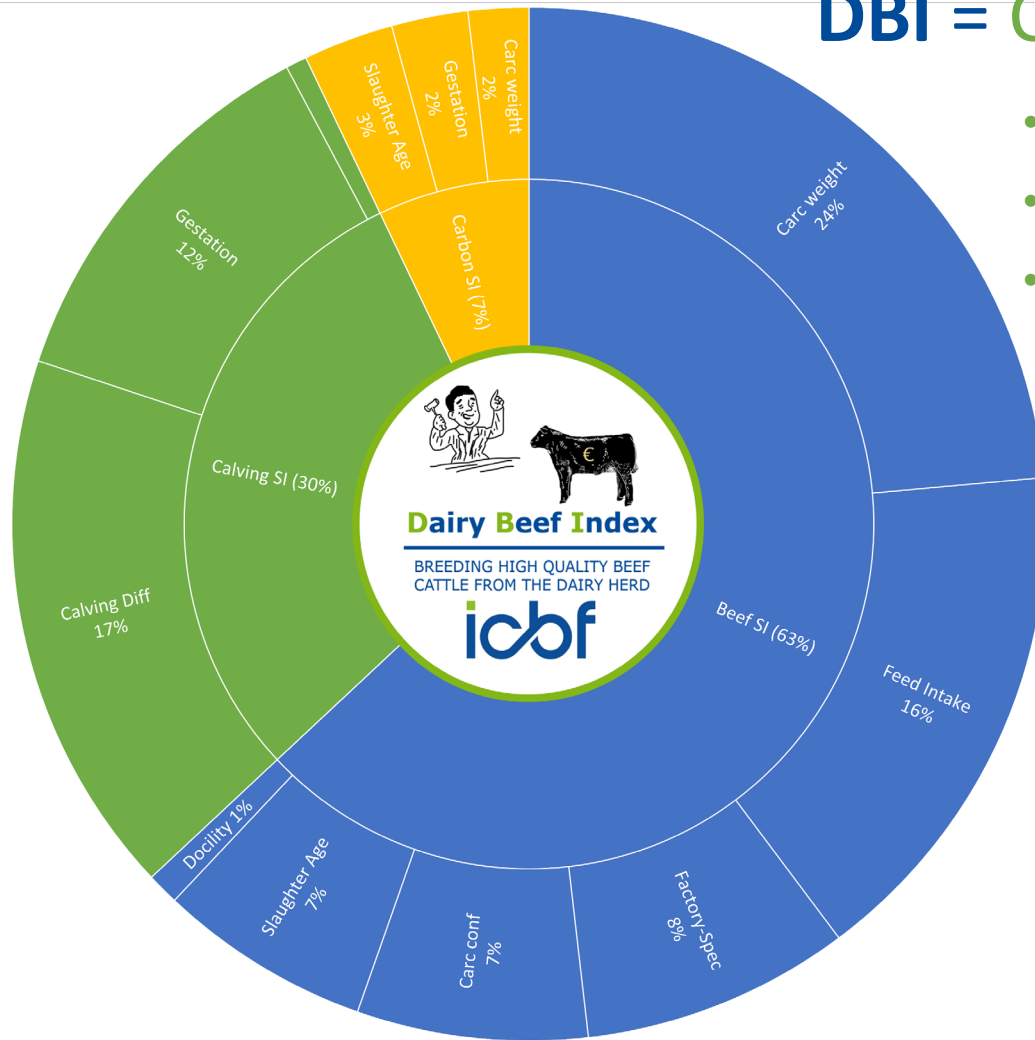 DBI =
Carc weight
24%
Feed Intake
16%
Factory-Spec
8%
Carc conf
7%
Slaughter Age
7%
Docility 1%
Calving Diff
17%
Gestation
12%
Slaughter Age
3%
Gestation
2%
Carc weight
2%
Carbon SI (7%)
Calving SI (30%)
Beef SI (63%)
€
Dairy Beef Index
BREEDING HIGH QUALITY BEEF
CATTLE FROM THE DAIRY HERD
icbf